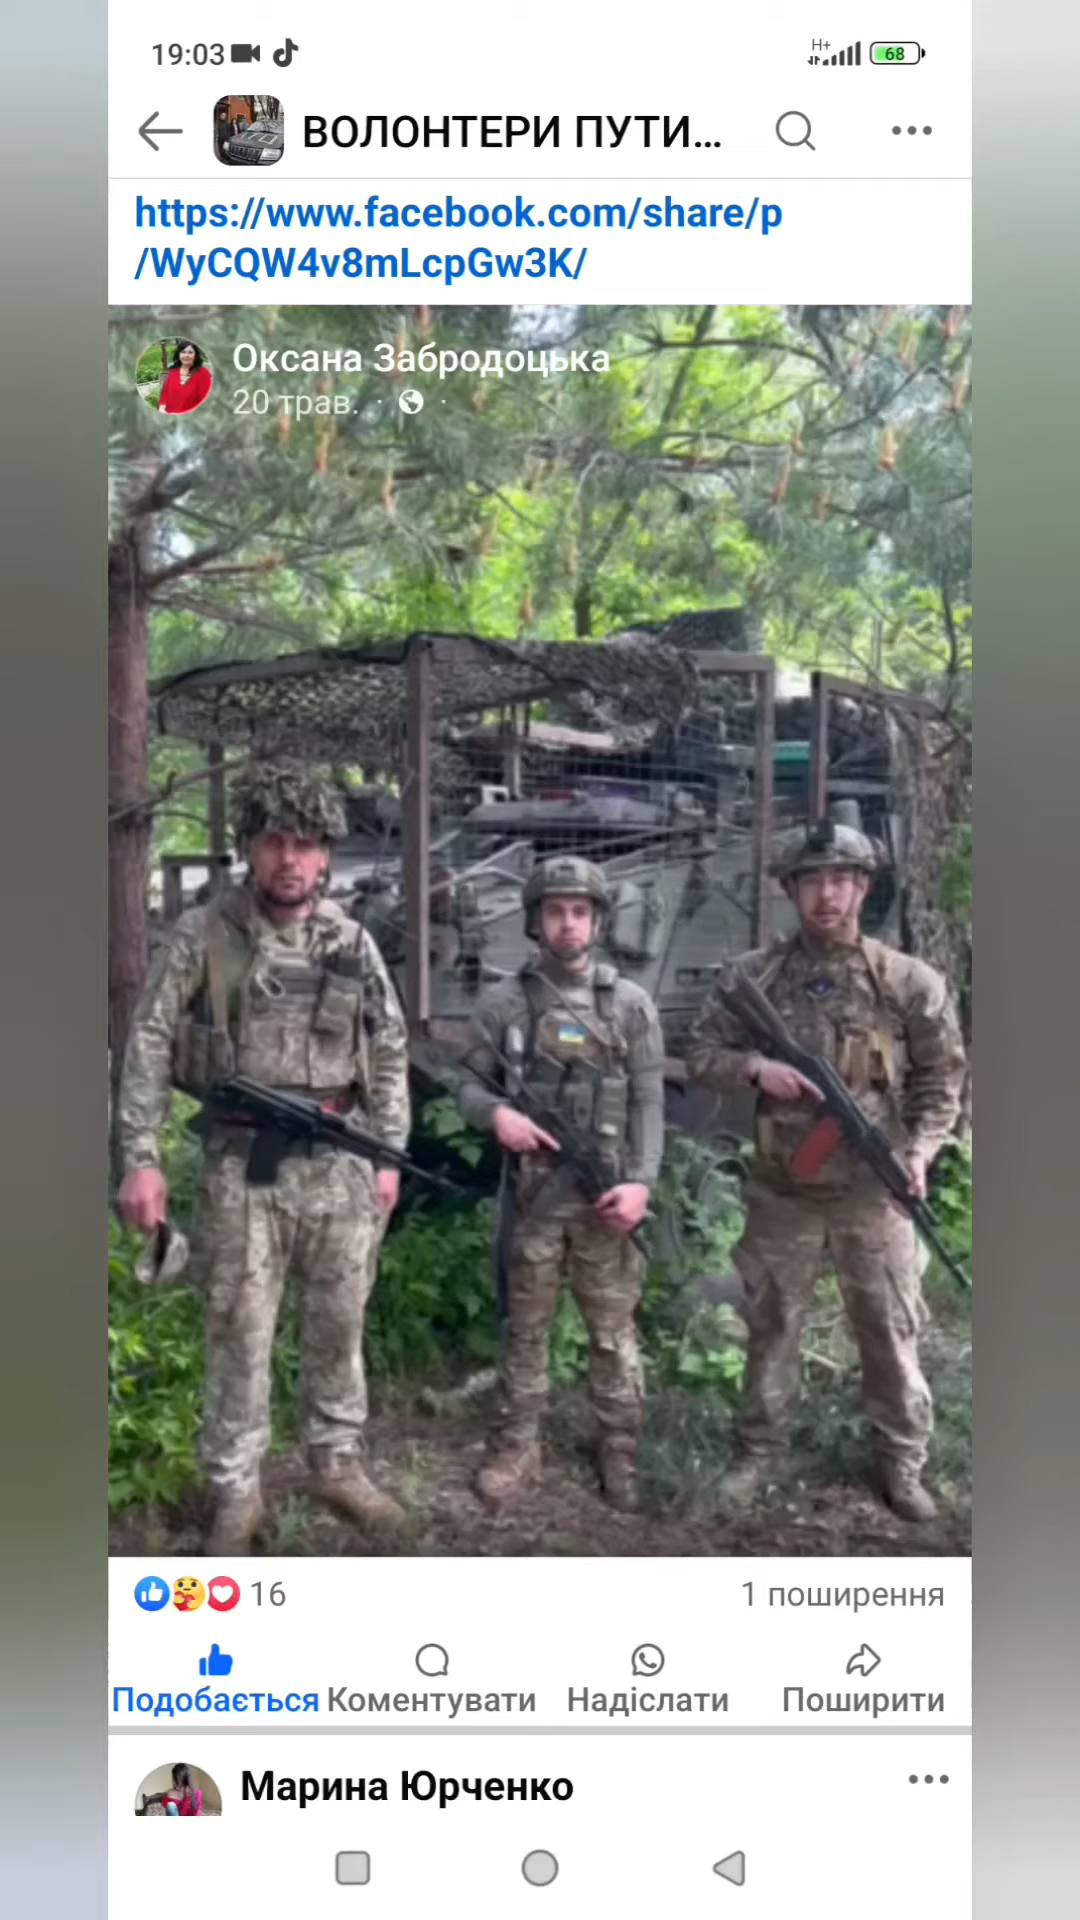 19:03
H+
68
ВОЛОНТЕРИ ПУТИ...
https://www.facebook.com/share/p
/WyCQW4v8mLcpGw3K/
Оксана Забродоцька
20 трав. ·
16
1 поширення
Подобається Коментувати Надіслати Поширити
Марина Юрченко